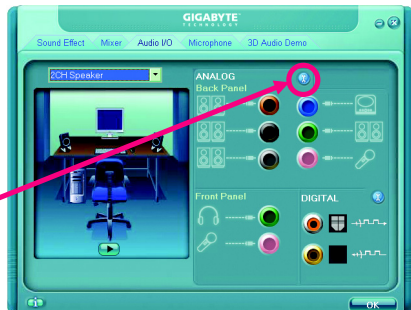 GIGABYTE
TECHNOLOGY
Sound Effect Mixer Audio I/O Microphone 3D Audio Demo
2CH Speaker
ANALOG
Back Panel
Front Panel
DIGITAL
OK